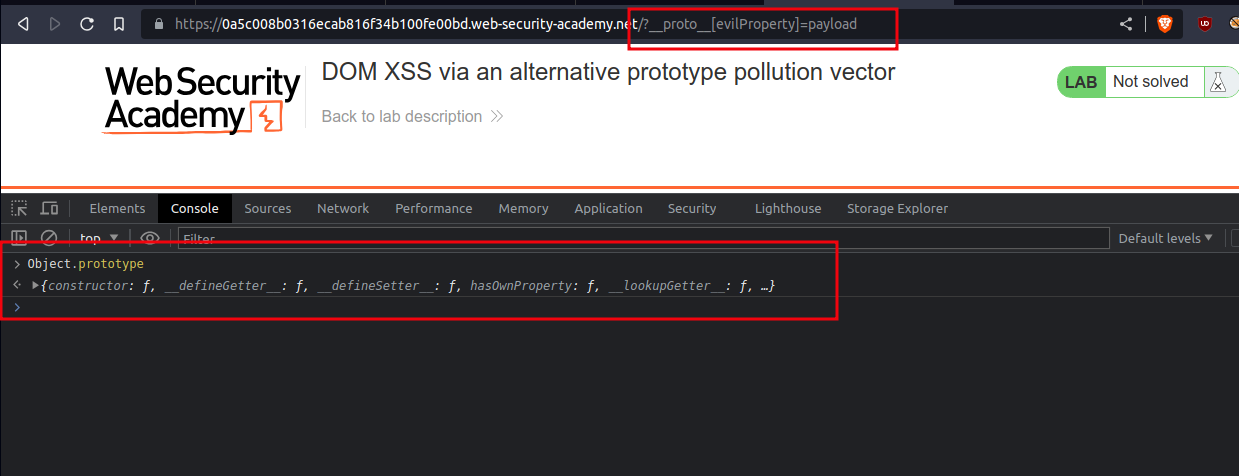 https://0a5c008b0316ecab816f34b100fe00bd.web-security-academy.net/?__proto__[evilProperty]=payload
Web Security
Academy
DOM XSS via an alternative prototype pollution vector
Back to lab description
LAB Not solved
Elements Console Sources Network Performance Memory Application Security Lighthouse Storage Explorer
top Filter Default levels
Object.prototype
{constructor: ƒ, __defineGetter__: ƒ, __defineSetter__: ƒ, hasOwnProperty: ƒ, __lookupGetter__: ƒ, …}